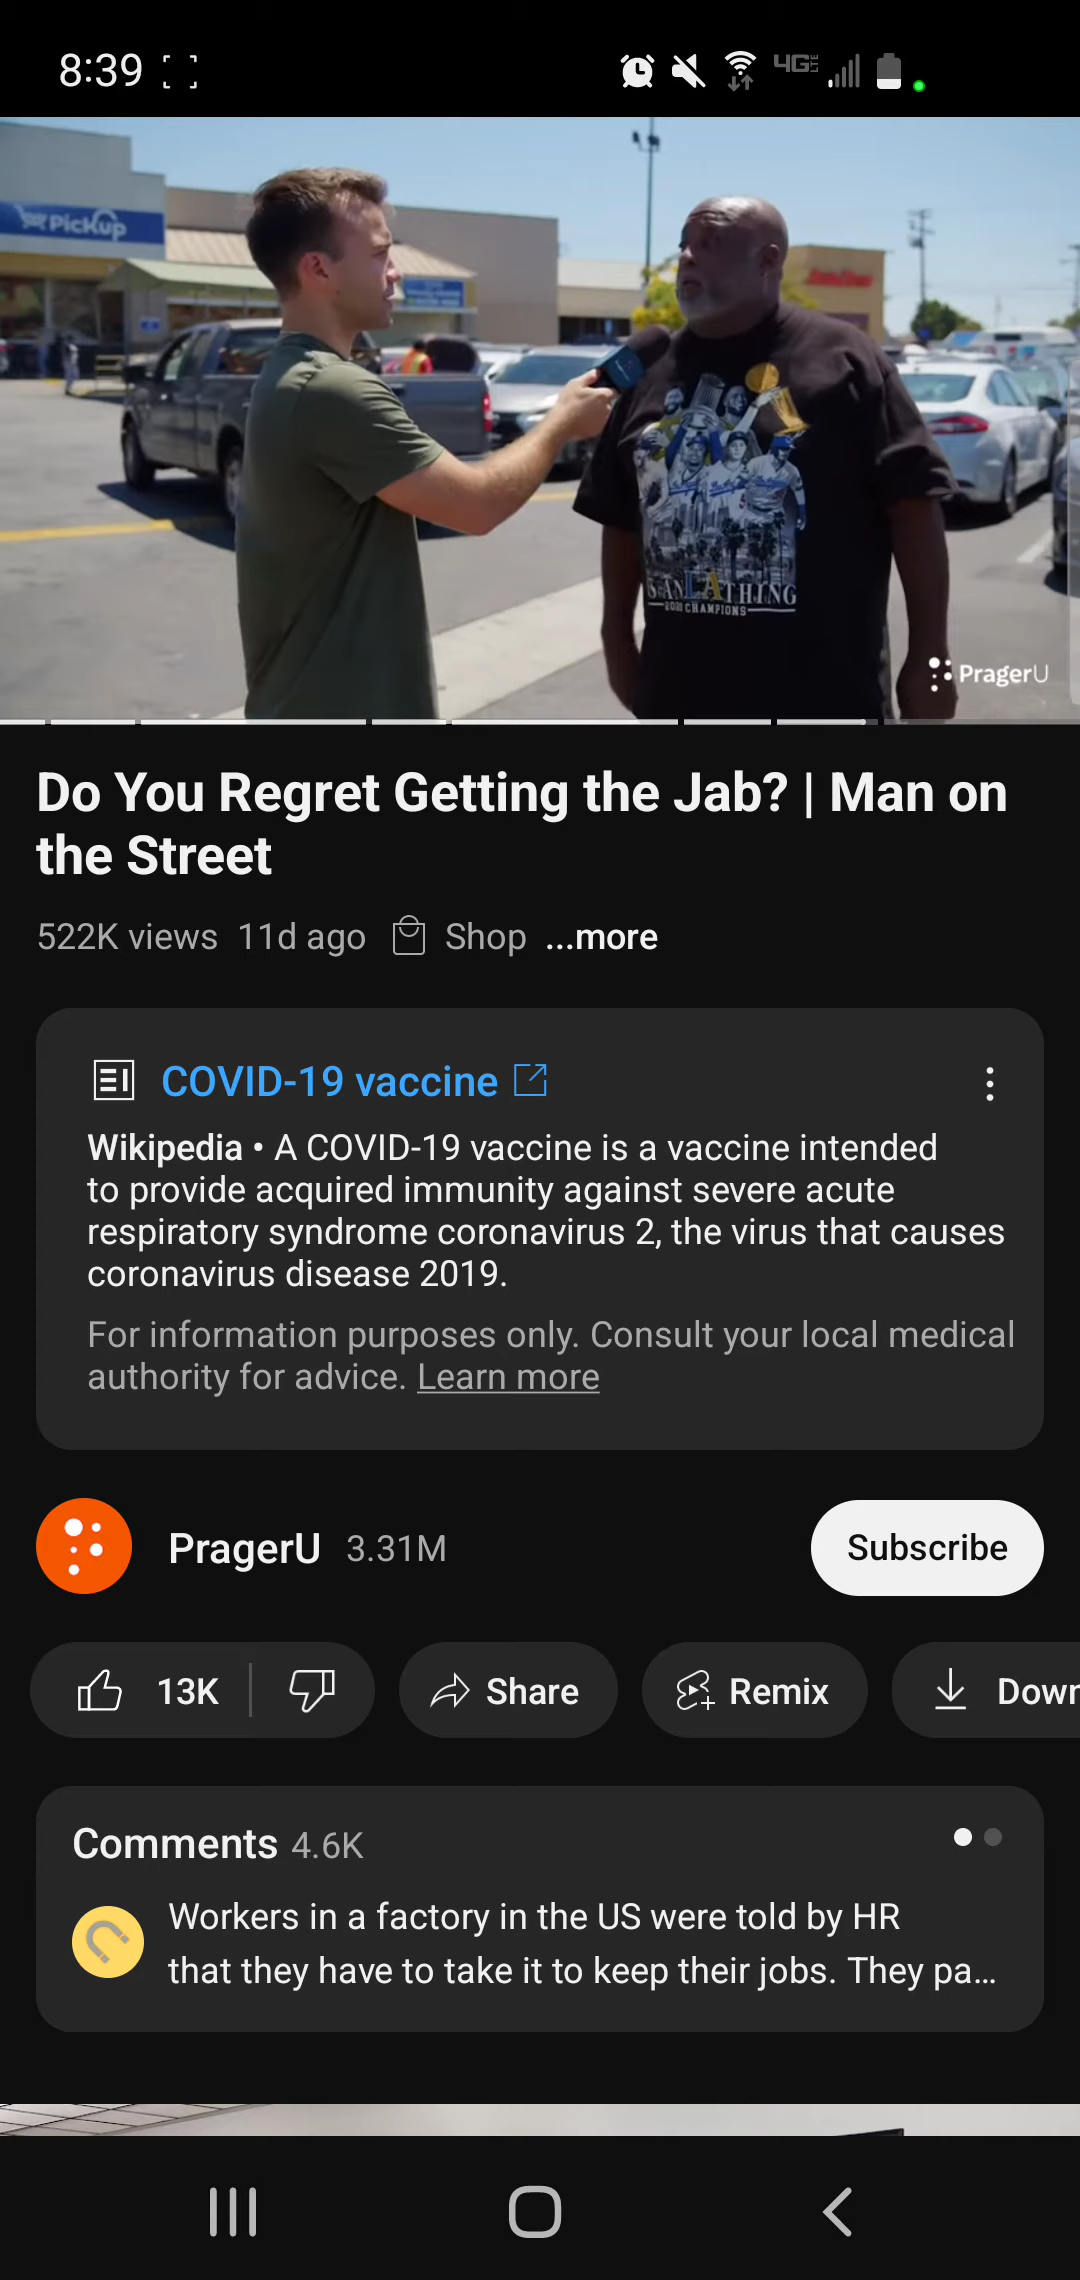 8:39
4G LTE
PickUp
AutoZone
LA
THING
2020 CHAMPIONS
PragerU
Do You Regret Getting the Jab? | Man on
the Street
522K views 11d ago Shop ...more
COVID-19 vaccine
Wikipedia • A COVID-19 vaccine is a vaccine intended
to provide acquired immunity against severe acute
respiratory syndrome coronavirus 2, the virus that causes
coronavirus disease 2019.
For information purposes only. Consult your local medical
authority for advice. Learn more
PragerU 3.31M
Subscribe
13K Share Remix Down
Comments 4.6K
Workers in a factory in the US were told by HR
that they have to take it to keep their jobs. They pa...